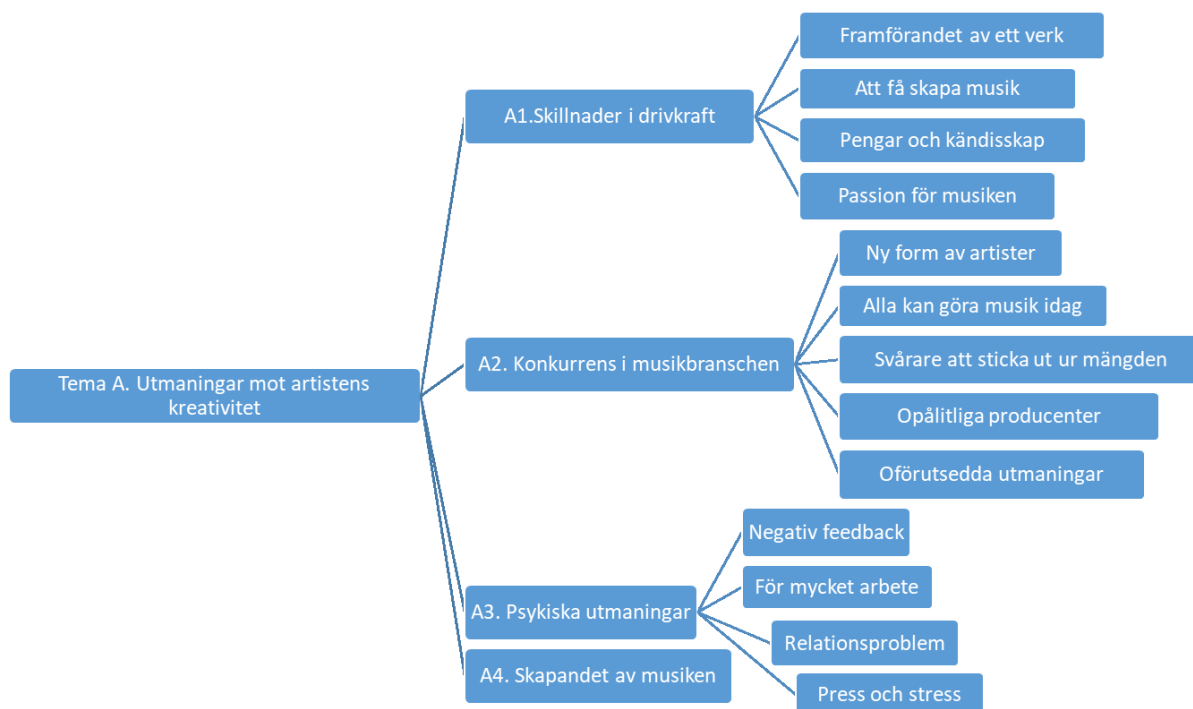 Framförandet av ett verk
Att få skapa musik
A1.Skillnader i drivkraft
Pengar och kändisskap
Passion för musiken
Ny form av artister
Alla kan göra musik idag
A2. Konkurrens i musikbranschen
Svårare att sticka ut ur mängden
Tema A. Utmaningar mot artistens
kreativitet
Opålitliga producenter
Oförutsedda utmaningar
Negativ feedback
För mycket arbete
A3. Psykiska utmaningar
Relationsproblem
A4. Skapandet av musiken
Press och stress